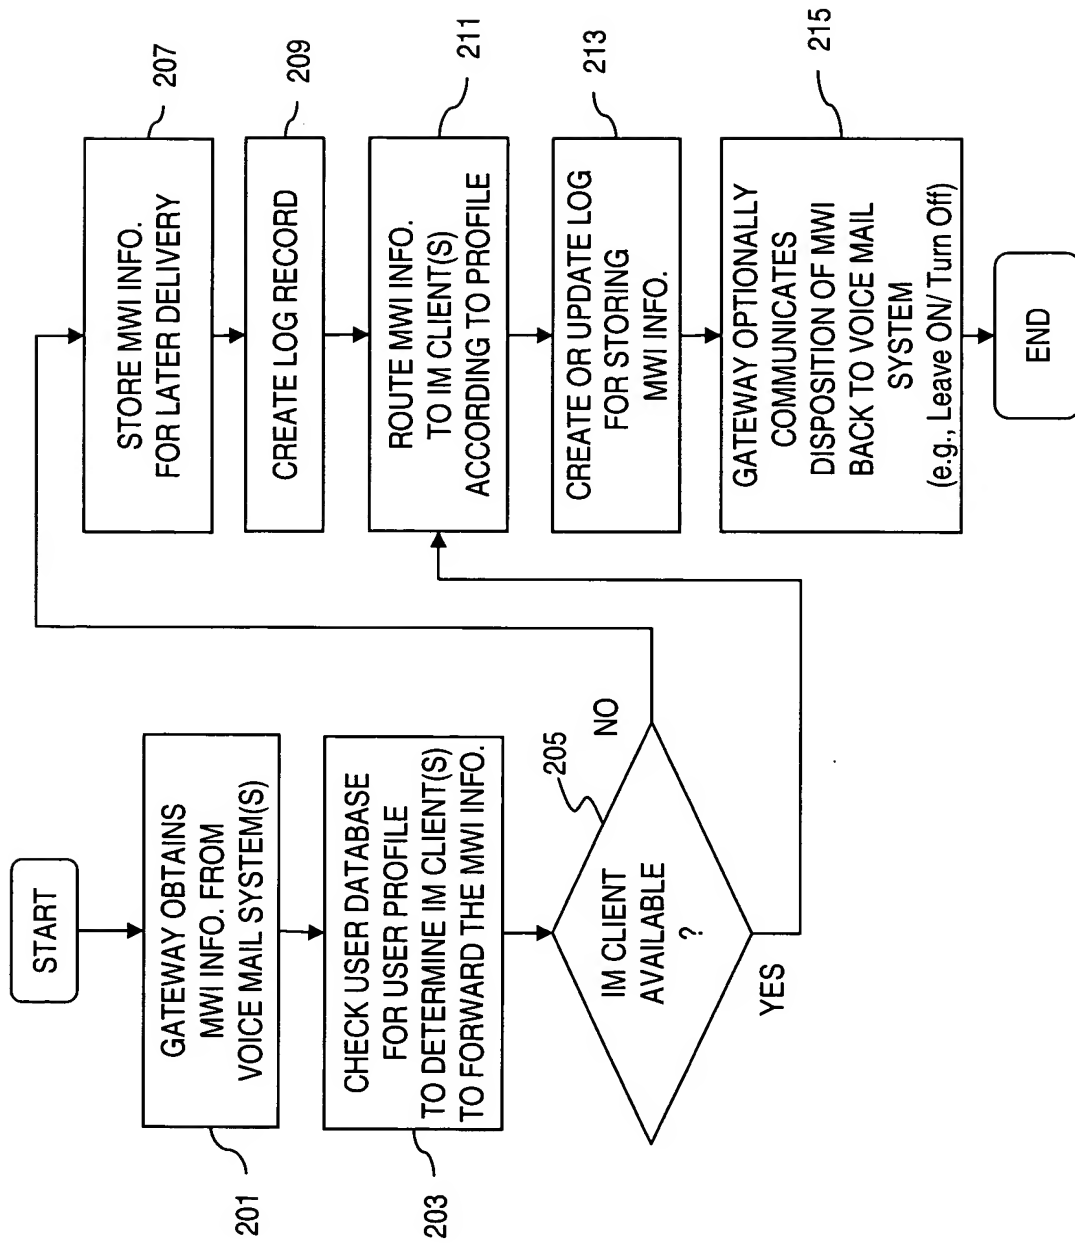 START
GATEWAY OBTAINS
MWI INFO. FROM
VOICE MAIL SYSTEM(S)
201
CHECK USER DATABASE
FOR USER PROFILE
TO DETERMINE IM CLIENT(S)
TO FORWARD THE MWI INFO.
203
IM CLIENT
AVAILABLE
?
205
NO
YES
STORE MWI INFO.
FOR LATER DELIVERY
207
CREATE LOG RECORD
209
ROUTE MWI INFO.
TO IM CLIENT(S)
ACCORDING TO PROFILE
211
CREATE OR UPDATE LOG
FOR STORING
MWI INFO.
213
GATEWAY OPTIONALLY
COMMUNICATES
DISPOSITION OF MWI
BACK TO VOICE MAIL
SYSTEM
(e.g., Leave ON/ Turn Off)
215
END